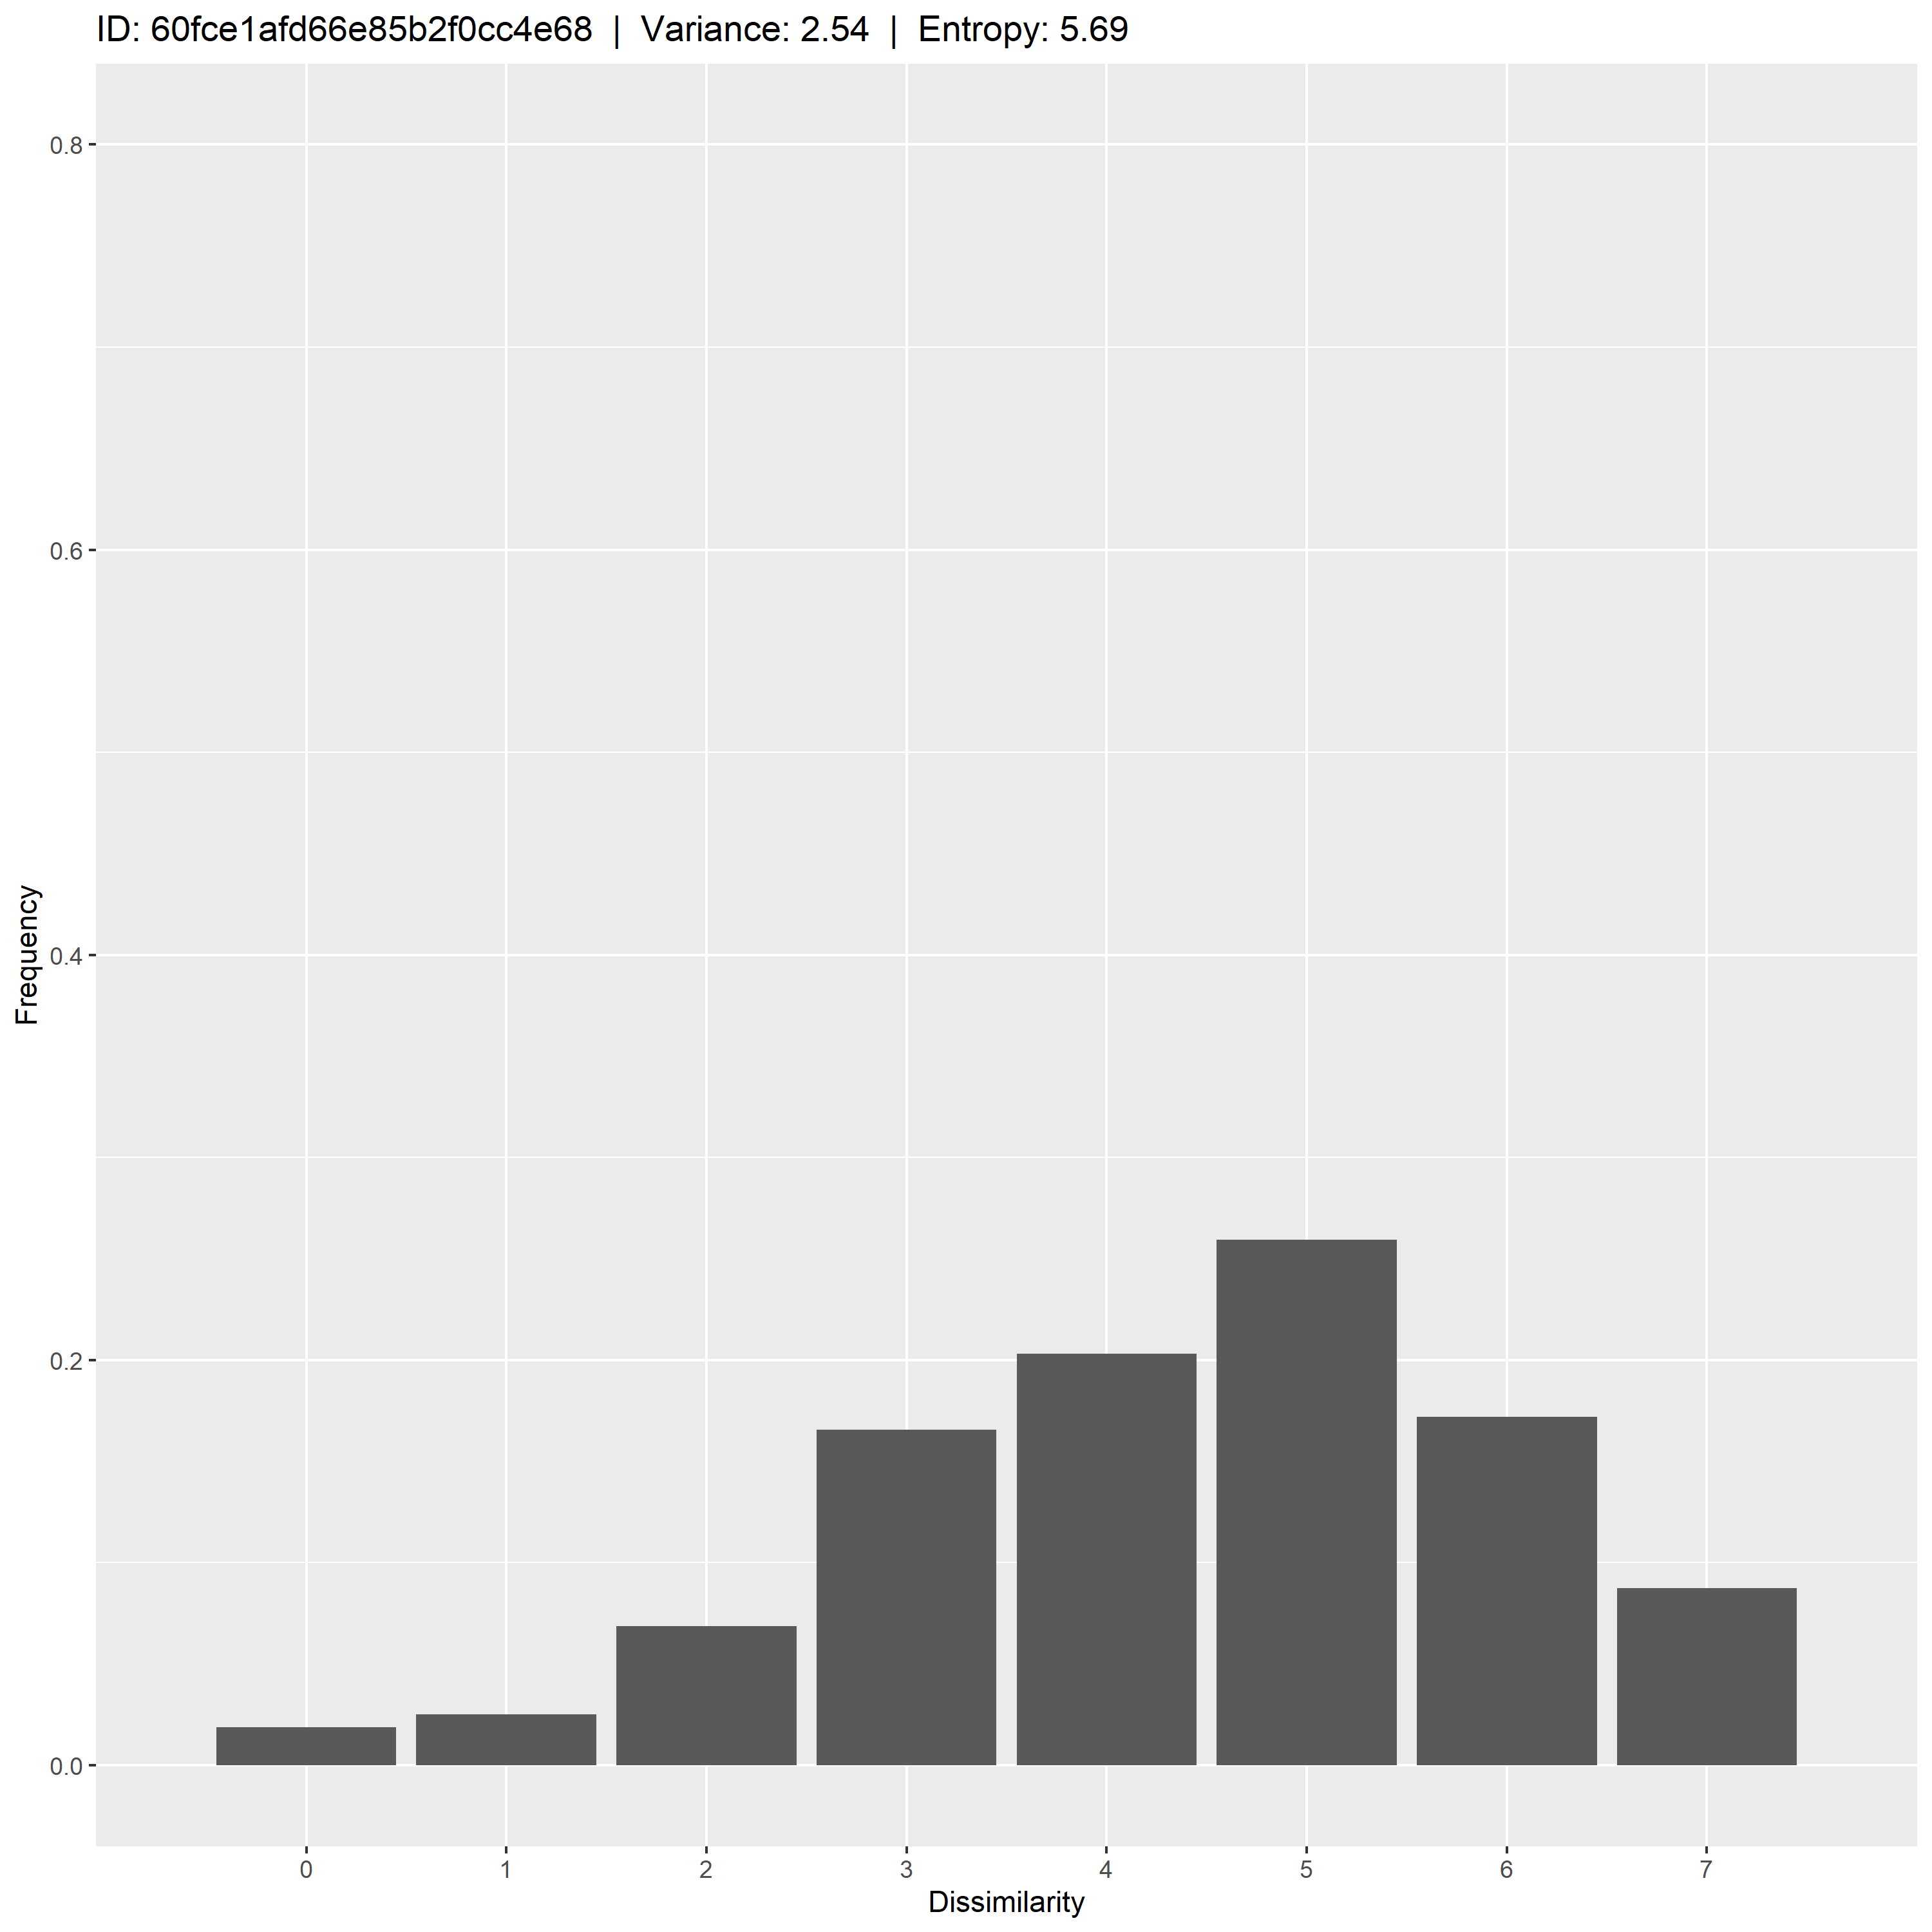 ID: 60fce1afd66e85b2f0cc4e68  |  Variance: 2.54  |  Entropy: 5.69
0.8
0.6
0.4
0.2
0.0
Frequency
0 1 2 3 4 5 6 7
Dissimilarity